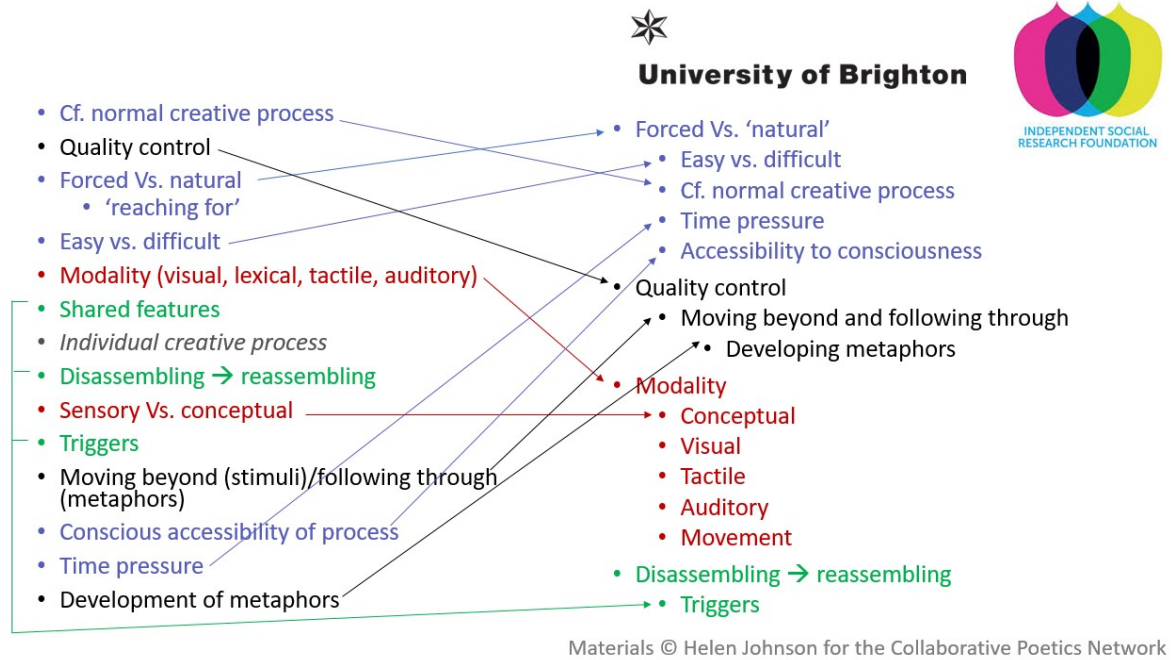 University of Brighton
INDEPENDENT SOCIAL
RESEARCH FOUNDATION
• Cf. normal creative process
• Quality control
• Forced Vs. natural
• ‘reaching for’
• Easy vs. difficult
• Modality (visual, lexical, tactile, auditory)
• Shared features
• Individual creative process
• Disassembling → reassembling
• Sensory Vs. conceptual
• Triggers
• Moving beyond (stimuli)/following through
(metaphors)
• Conscious accessibility of process
• Time pressure
• Development of metaphors
• Forced Vs. ‘natural’
• Easy vs. difficult
• Cf. normal creative process
• Time pressure
• Accessibility to consciousness
• Quality control
• Moving beyond and following through
• Developing metaphors
• Modality
• Conceptual
• Visual
• Tactile
• Auditory
• Movement
• Disassembling → reassembling
• Triggers
Materials © Helen Johnson for the Collaborative Poetics Network